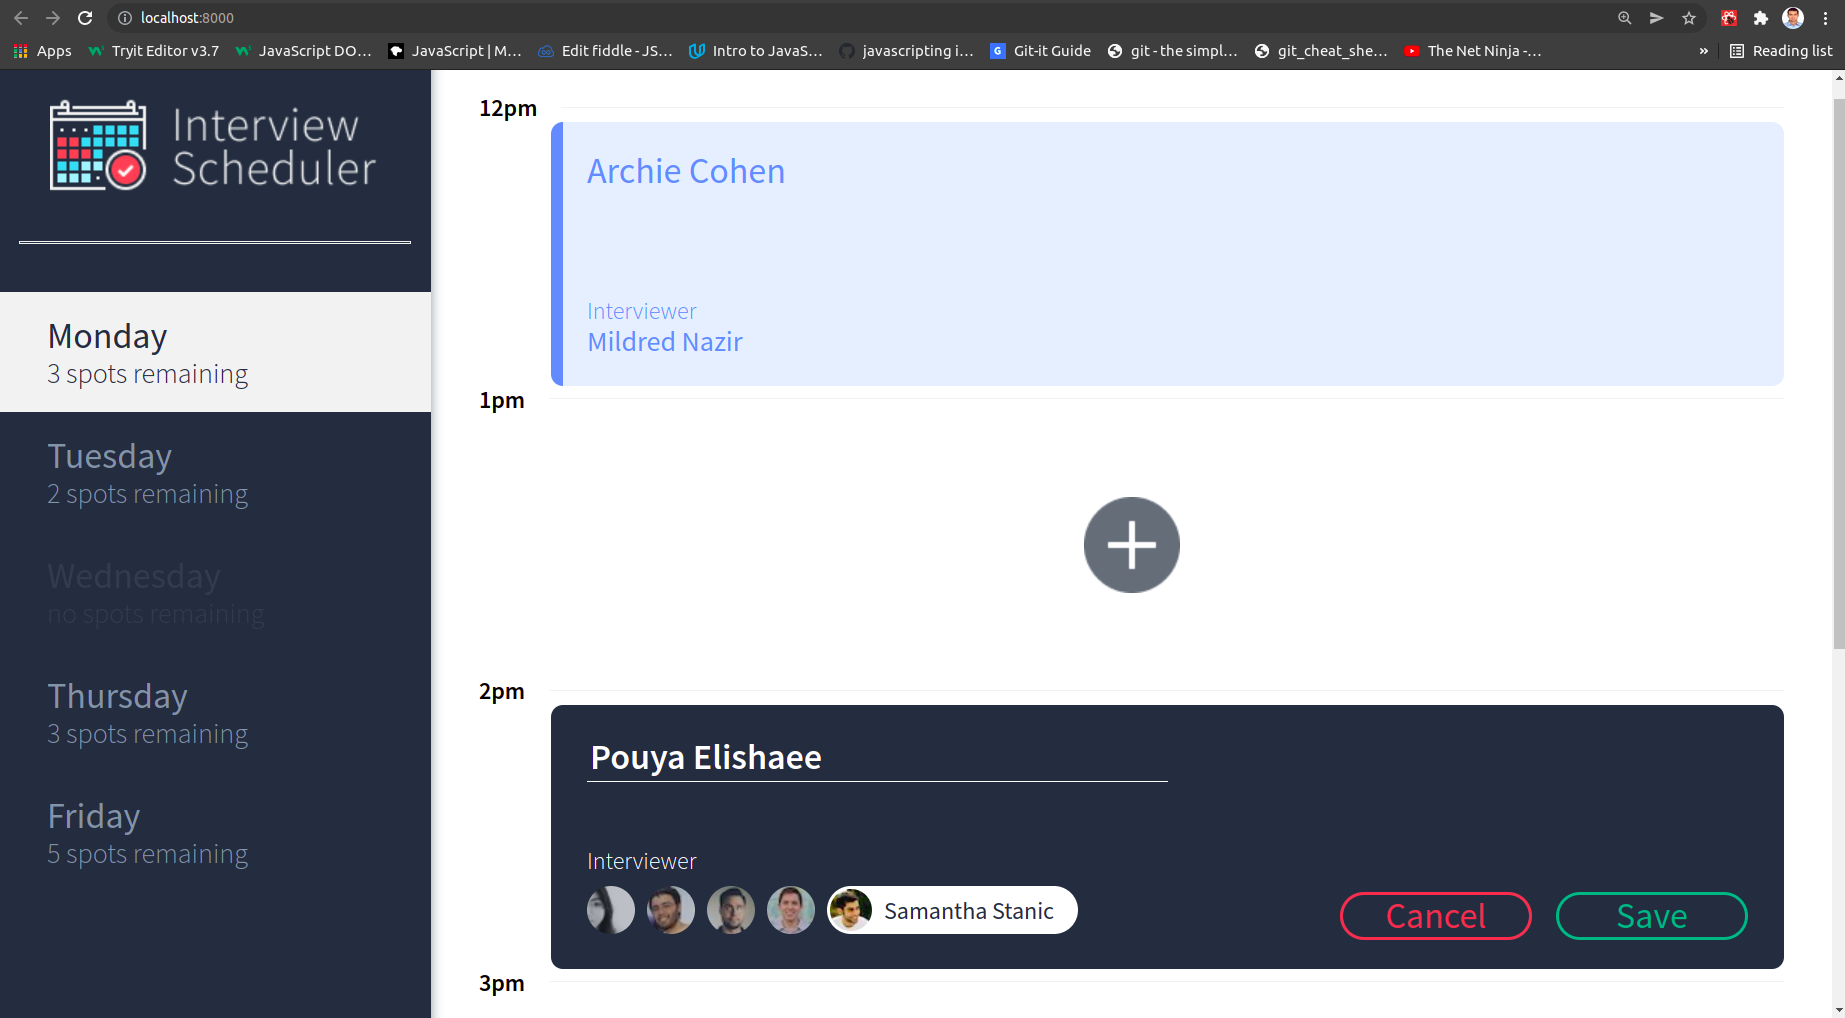 localhost:8000
Apps
Tryit Editor v3.7
JavaScript DO...
JavaScript | M...
Edit fiddle - JS...
Intro to JavaS...
javascripting i...
G
Git-it Guide
git - the simpl...
git_cheat_she...
The Net Ninja -...
»
Reading list
Interview
Scheduler
Monday
3 spots remaining
Tuesday
2 spots remaining
Wednesday
no spots remaining
Thursday
3 spots remaining
Friday
5 spots remaining
12pm
Archie Cohen
Interviewer
Mildred Nazir
1pm
2pm
Pouya Elishaee
Interviewer
Samantha Stanic
Cancel
Save
3pm